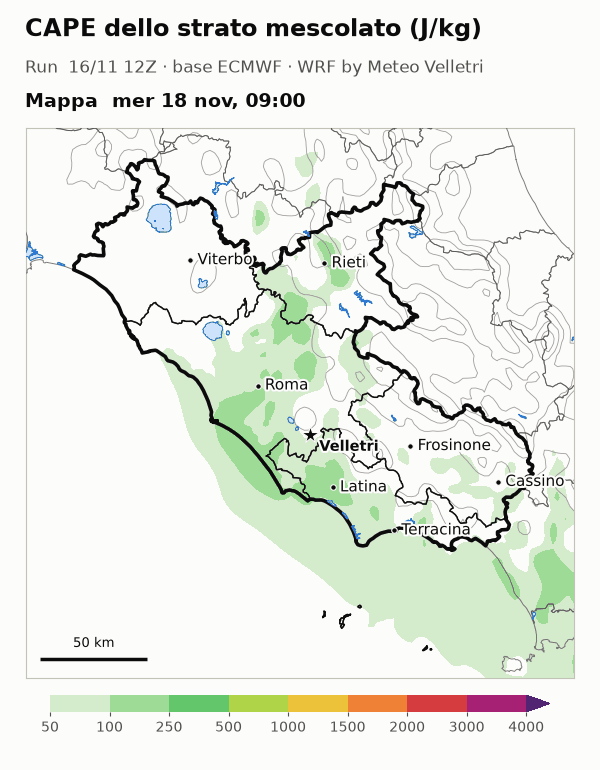 CAPE dello strato mescolato (J/kg)
Run  16/11 12Z · base ECMWF · WRF by Meteo Velletri
Mappa  mer 18 nov, 09:00
Viterbo
Rieti
Roma
Velletri
Frosinone
Cassino
Latina
Terracina
50 km
50 100 250 500 1000 1500 2000 3000 4000